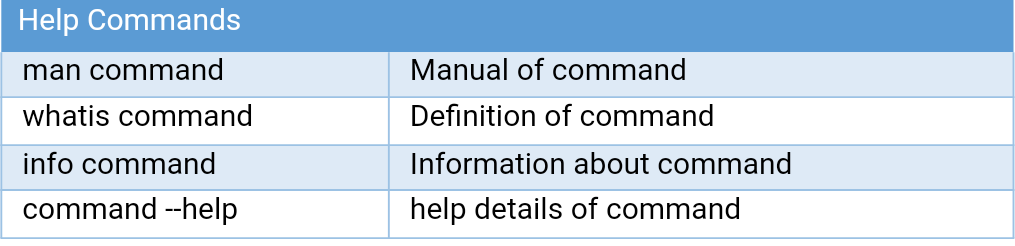 Help Commands
man command Manual of command
whatis command Definition of command
info command Information about command
command --help help details of command